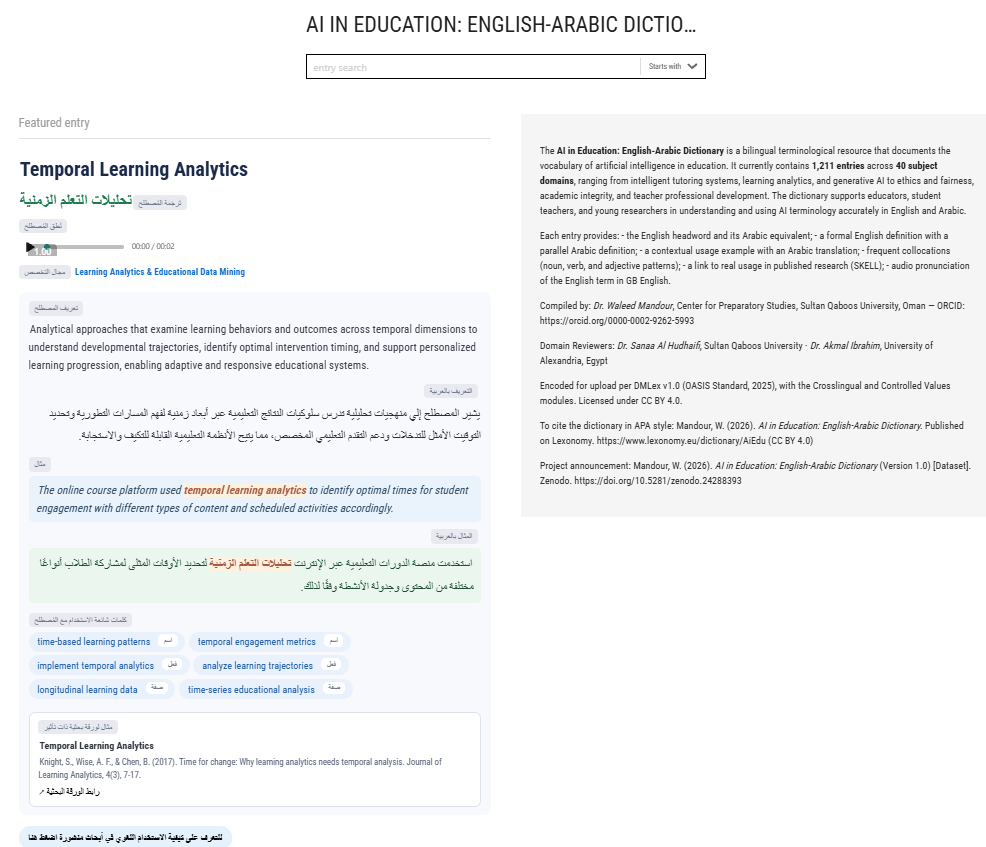 AI IN EDUCATION: ENGLISH-ARABIC DICTIO...
entry search
Starts with
Featured entry
Temporal Learning Analytics
تحليلات التعلم الزمنية ترجمة المُصطلح
نُطق المُصطلح
1.00
00:00 / 00:02
مجال التخصص Learning Analytics & Educational Data Mining
تعريف المصطلح
Analytical approaches that examine learning behaviors and outcomes across temporal dimensions to
understand developmental trajectories, identify optimal intervention timing, and support personalized
learning progression, enabling adaptive and responsive educational systems.
التعريف بالعربية
يشير المصطلح إلى منهجيات تحليلية تدرس سلوكيات النتائج التعليمية عبر أبعاد زمنية لفهم المسارات التطورية وتحديد
التوقيت الأمثل للتدخلات ودعم التقدم التعليمي المخصص، مما يتيح الأنظمة التعليمية القابلة للتكيف والاستجابة.
مثال
The online course platform used temporal learning analytics to identify optimal times for student
engagement with different types of content and scheduled activities accordingly.
المثال بالعربية
استخدمت منصة الدورات التعليمية عبر الإنترنت تحليلات التعلم الزمنية لتحديد الأوقات المثلى لمشاركة الطلاب أنواعًا
مختلفة من المحتوى وجدولة الأنشطة وفقًا لذلك.
كلمات شائعة الاستخدام مع المُصطلح
time-based learning patterns اسم temporal engagement metrics اسم
implement temporal analytics فعل analyze learning trajectories فعل
longitudinal learning data صفة time-series educational analysis صفة
مثال لورقة بحثية ذات تأثير
Temporal Learning Analytics
Knight, S., Wise, A. F., & Chen, B. (2017). Time for change: Why learning analytics needs temporal analysis. Journal of
Learning Analytics, 4(3), 7-17.
رابط الورقة البحثية ↗
للتعرف على كيفية الاستخدام اللغوي في أبحاث منشورة اضغط هنا
The AI in Education: English-Arabic Dictionary is a bilingual terminological resource that documents the
vocabulary of artificial intelligence in education. It currently contains 1,211 entries across 40 subject
domains, ranging from intelligent tutoring systems, learning analytics, and generative AI to ethics and fairness,
academic integrity, and teacher professional development. The dictionary supports educators, student
teachers, and young researchers in understanding and using AI terminology accurately in English and Arabic.
Each entry provides: - the English headword and its Arabic equivalent; - a formal English definition with a
parallel Arabic definition; - a contextual usage example with an Arabic translation; - frequent collocations
(noun, verb, and adjective patterns); - a link to real usage in published research (SKELL); - audio pronunciation
of the English term in GB English.
Compiled by: Dr. Waleed Mandour, Center for Preparatory Studies, Sultan Qaboos University, Oman — ORCID:
https://orcid.org/0000-0002-9262-5993
Domain Reviewers: Dr. Sanaa Al Hudhaifi, Sultan Qaboos University · Dr. Akmal Ibrahim, University of
Alexandria, Egypt
Encoded for upload per DMLex v1.0 (OASIS Standard, 2025), with the Crosslingual and Controlled Values
modules. Licensed under CC BY 4.0.
To cite the dictionary in APA style: Mandour, W. (2026). AI in Education: English-Arabic Dictionary. Published
on Lexonomy. https://www.lexonomy.eu/dictionary/AiEdu (CC BY 4.0)
Project announcement: Mandour, W. (2026). AI in Education: English-Arabic Dictionary (Version 1.0) [Dataset].
Zenodo. https://doi.org/10.5281/zenodo.24288393